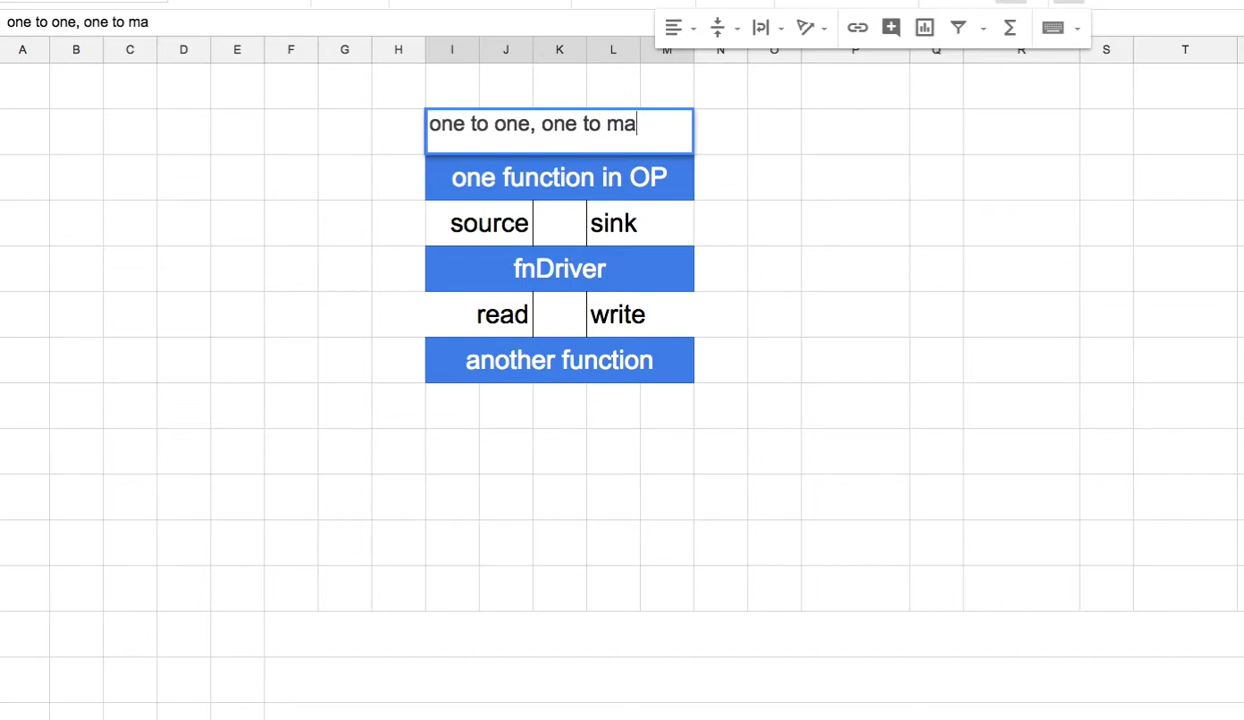 one to one, one to ma
A B C D E F G H I J K L M N O P Q R S T
one to one, one to ma
one function in OP
source sink
fnDriver
read write
another function